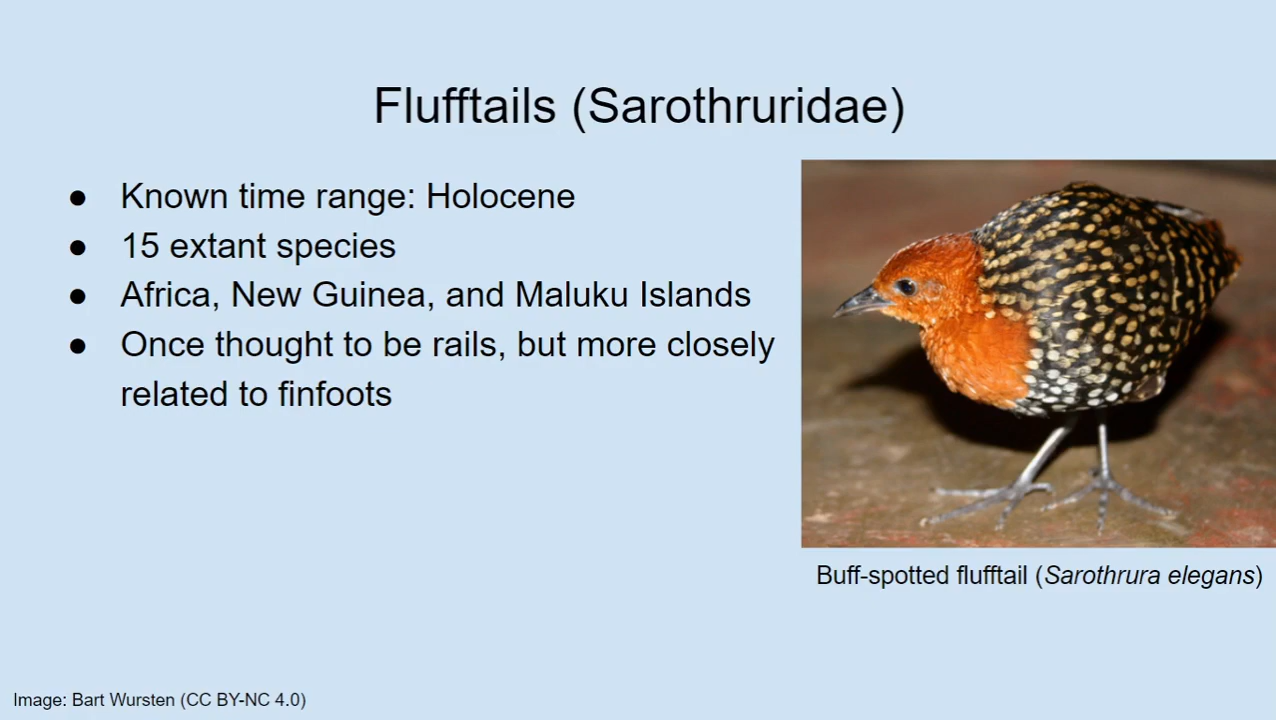 Flufftails (Sarothruridae)
● Known time range: Holocene
● 15 extant species
● Africa, New Guinea, and Maluku Islands
● Once thought to be rails, but more closely
related to finfoots
Buff-spotted flufftail (Sarothrura elegans)
Image: Bart Wursten (CC BY-NC 4.0)